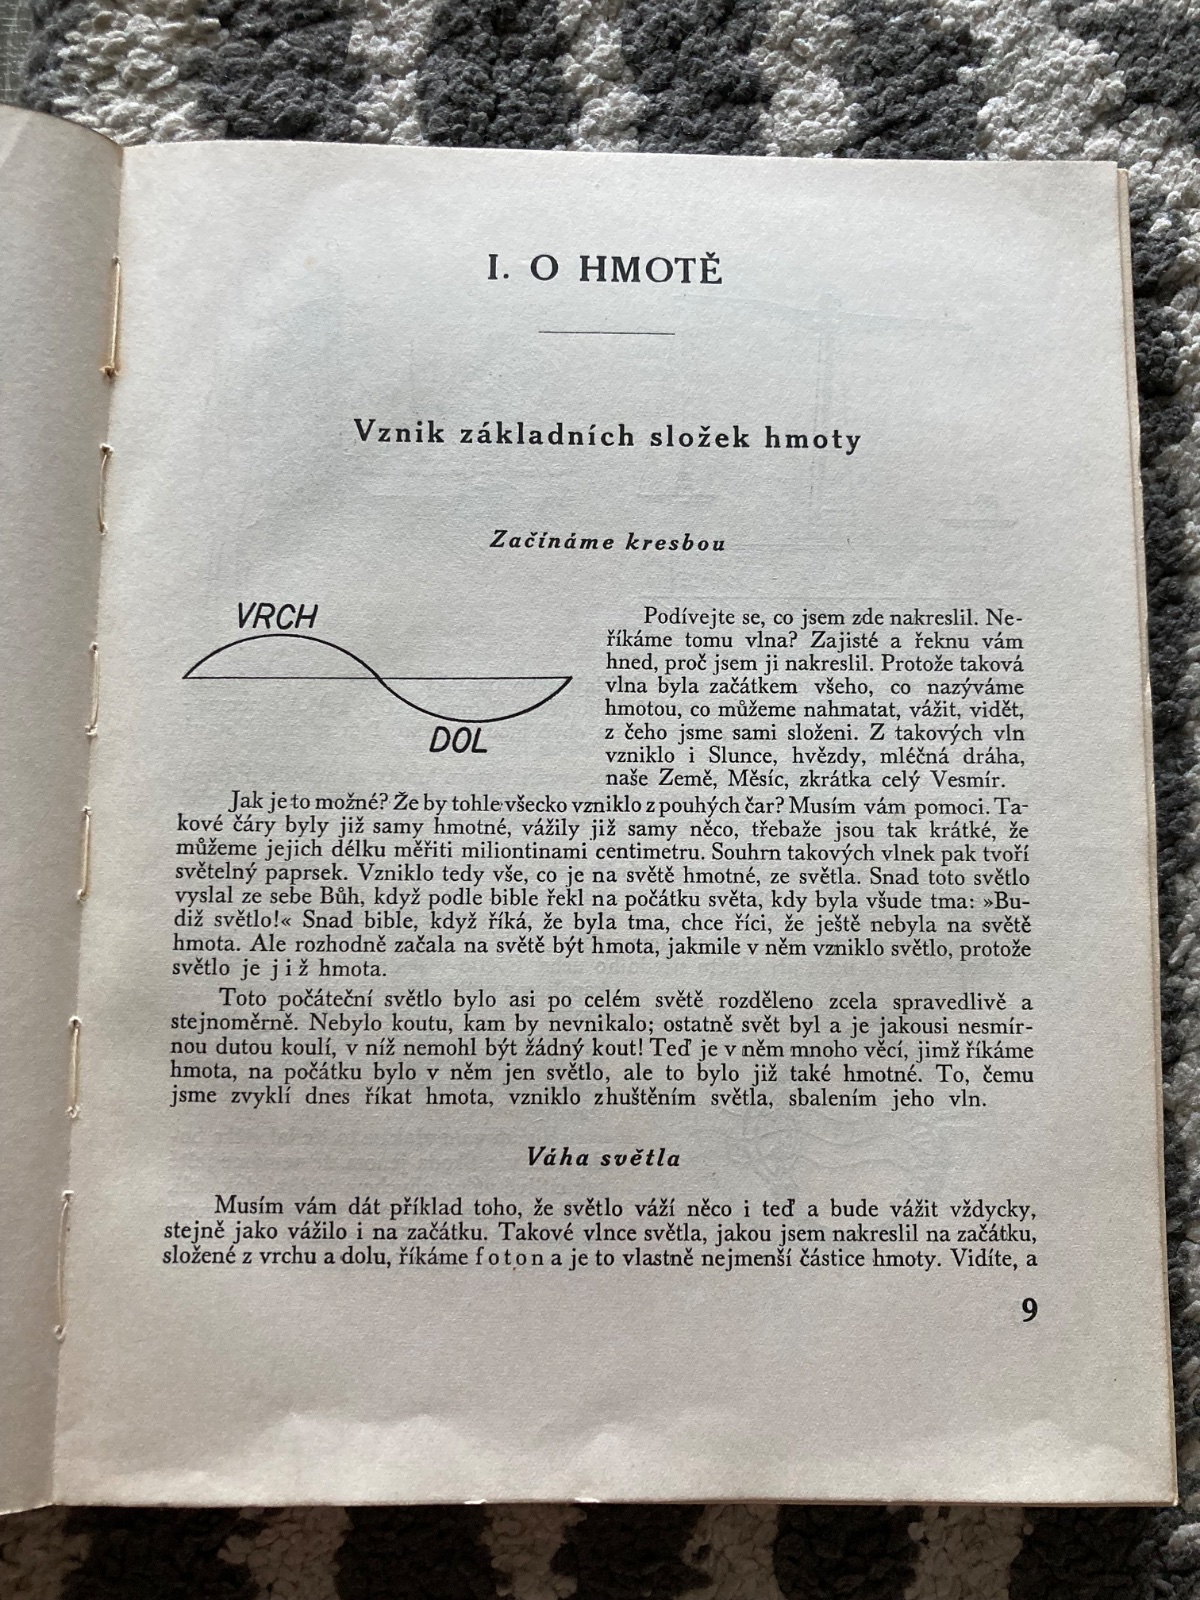 I. O HMOTĚ
Vznik základních složek hmoty
Začínáme kresbou
VRCH
DOL
Podívejte se, co jsem zde nakreslil. Ne-
říkáme tomu vlna? Zajisté a řeknu vám
hned, proč jsem ji nakreslil. Protože taková
vlna byla začátkem všeho, co nazýváme
hmotou, co můžeme nahmatat, vážit, vidět,
z čeho jsme sami složeni. Z takových vln
vzniklo i Slunce, hvězdy, mléčná dráha,
naše Země, Měsíc, zkrátka celý Vesmír.
Jak je to možné? Že by tohle všecko vzniklo z pouhých čar? Musím vám pomoci. Ta-
kové čáry byly již samy hmotné, vážily již samy něco, třebaže jsou tak krátké, že
můžeme jejich délku měřiti miliontinami centimetru. Souhrn takových vlnek pak tvoří
světelný paprsek. Vzniklo tedy vše, co je na světě hmotné, ze světla. Snad toto světlo
vyslal ze sebe Bůh, když podle bible řekl na počátku světa, kdy byla všude tma: »Bu-
diž světlo!« Snad bible, když říká, že byla tma, chce říci, že ještě nebyla na světě
hmota. Ale rozhodně začala na světě být hmota, jakmile v něm vzniklo světlo, protože
světlo je již hmota.
Toto počáteční světlo bylo asi po celém světě rozděleno zcela spravedlivě a
stejnoměrně. Nebylo koutu, kam by nevnikalo; ostatně svět byl a je jakousi nesmír-
nou dutou koulí, v níž nemohl být žádný kout! Teď je v něm mnoho věcí, jimž říkáme
hmota, na počátku bylo v něm jen světlo, ale to bylo již také hmotné. To, čemu
jsme zvyklí dnes říkat hmota, vzniklo zhuštěním světla, sbalením jeho vln.
Váha světla
Musím vám dát příklad toho, že světlo váží něco i teď a bude vážit vždycky,
stejně jako vážilo i na začátku. Takové vlnce světla, jakou jsem nakreslil na začátku,
složené z vrchu a dolu, říkáme foton a je to vlastně nejmenší částice hmoty. Vidíte, a
9